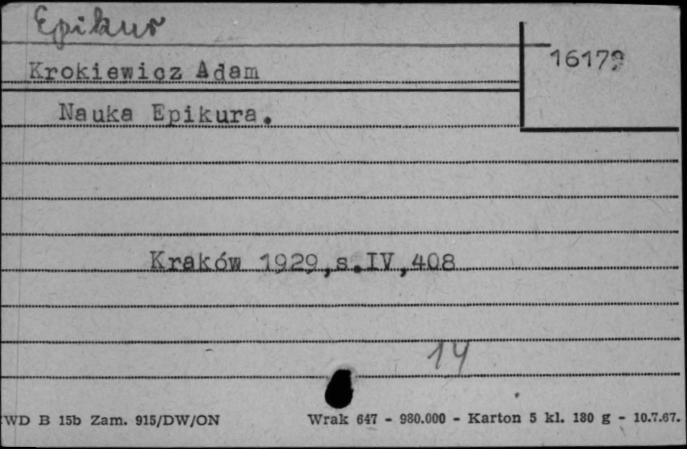 Epikur
16179
Krokiewicz Adam
Nauka Epikura.
Kraków 1929,s.IV,408
14
WD B 15b Zam. 915/DW/ON
Wrak 647 - 980.000 - Karton 5 kl. 180 g - 10.7.67.